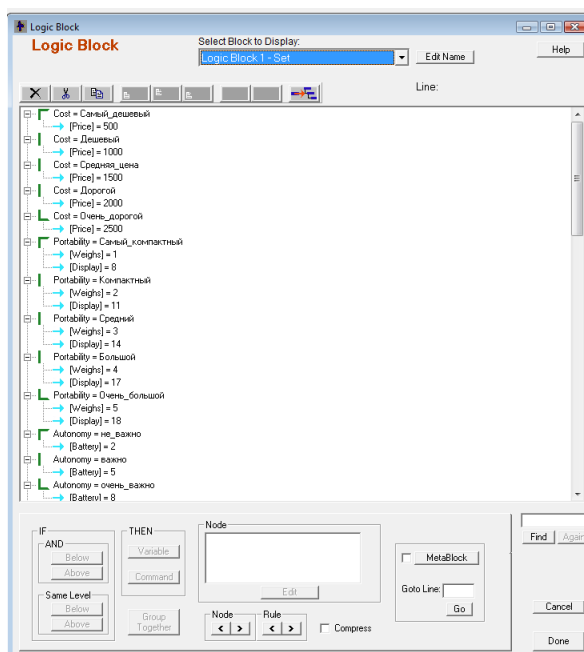 Logic Block
Logic Block
Select Block to Display:
Logic Block 1 - Set
Edit Name
Help
Line:
Cost = Самый_дешевый
[Price] = 500
Cost = Дешевый
[Price] = 1000
Cost = Средняя_цена
[Price] = 1500
Cost = Дорогой
[Price] = 2000
Cost = Очень_дорогой
[Price] = 2500
Portability = Самый_компактный
[Weighs] = 1
[Display] = 8
Portability = Компактный
[Weighs] = 2
[Display] = 11
Portability = Средний
[Weighs] = 3
[Display] = 14
Portability = Большой
[Weighs] = 4
[Display] = 17
Portability = Очень_большой
[Weighs] = 5
[Display] = 18
Autonomy = не_важно
[Battery] = 2
Autonomy = важно
[Battery] = 5
Autonomy = очень_важно
[Battery] = 8
IF
AND
Below
Above
Same Level
Below
Above
THEN
Variable
Command
Group
Together
Node
Edit
Node
< >
Rule
< >
Compress
MetaBlock
Goto Line:
Go
Find
Again
Cancel
Done